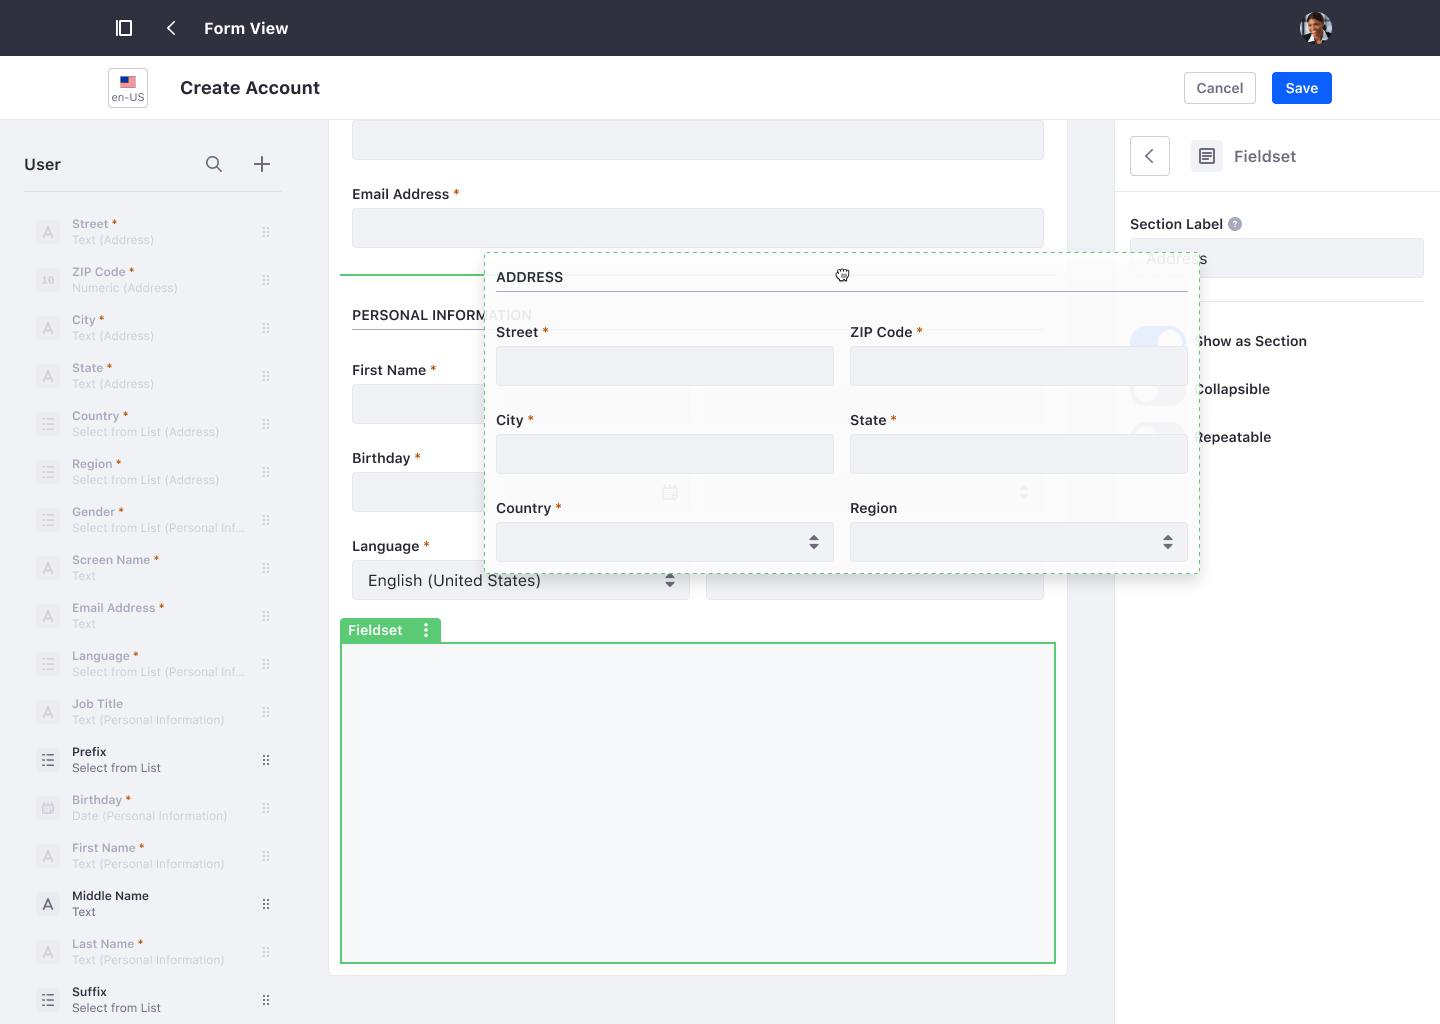 Form View
en-US
Create Account
Cancel
Save
User
Street *
Text (Address)
ZIP Code *
10
Numeric (Address)
City *
Text (Address)
State *
Text (Address)
Country *
Select from List (Address)
Region *
Select from List (Address)
Gender *
Select from List (Personal Inf...
Screen Name *
Text
Email Address *
Text
Language *
Select from List (Personal Inf...
Job Title
Text (Personal Information)
Prefix
Select from List
Birthday *
Date (Personal Information)
First Name *
Text (Personal Information)
Middle Name
Text
Last Name *
Text (Personal Information)
Suffix
Select from List
Email Address *
PERSONAL INFORMATION
First Name *
Birthday *
Language *
English (United States)
Fieldset
ADDRESS
Street *
ZIP Code *
City *
State *
Country *
Region
Fieldset
Section Label ?
Address
Show as Section
Collapsible
Repeatable